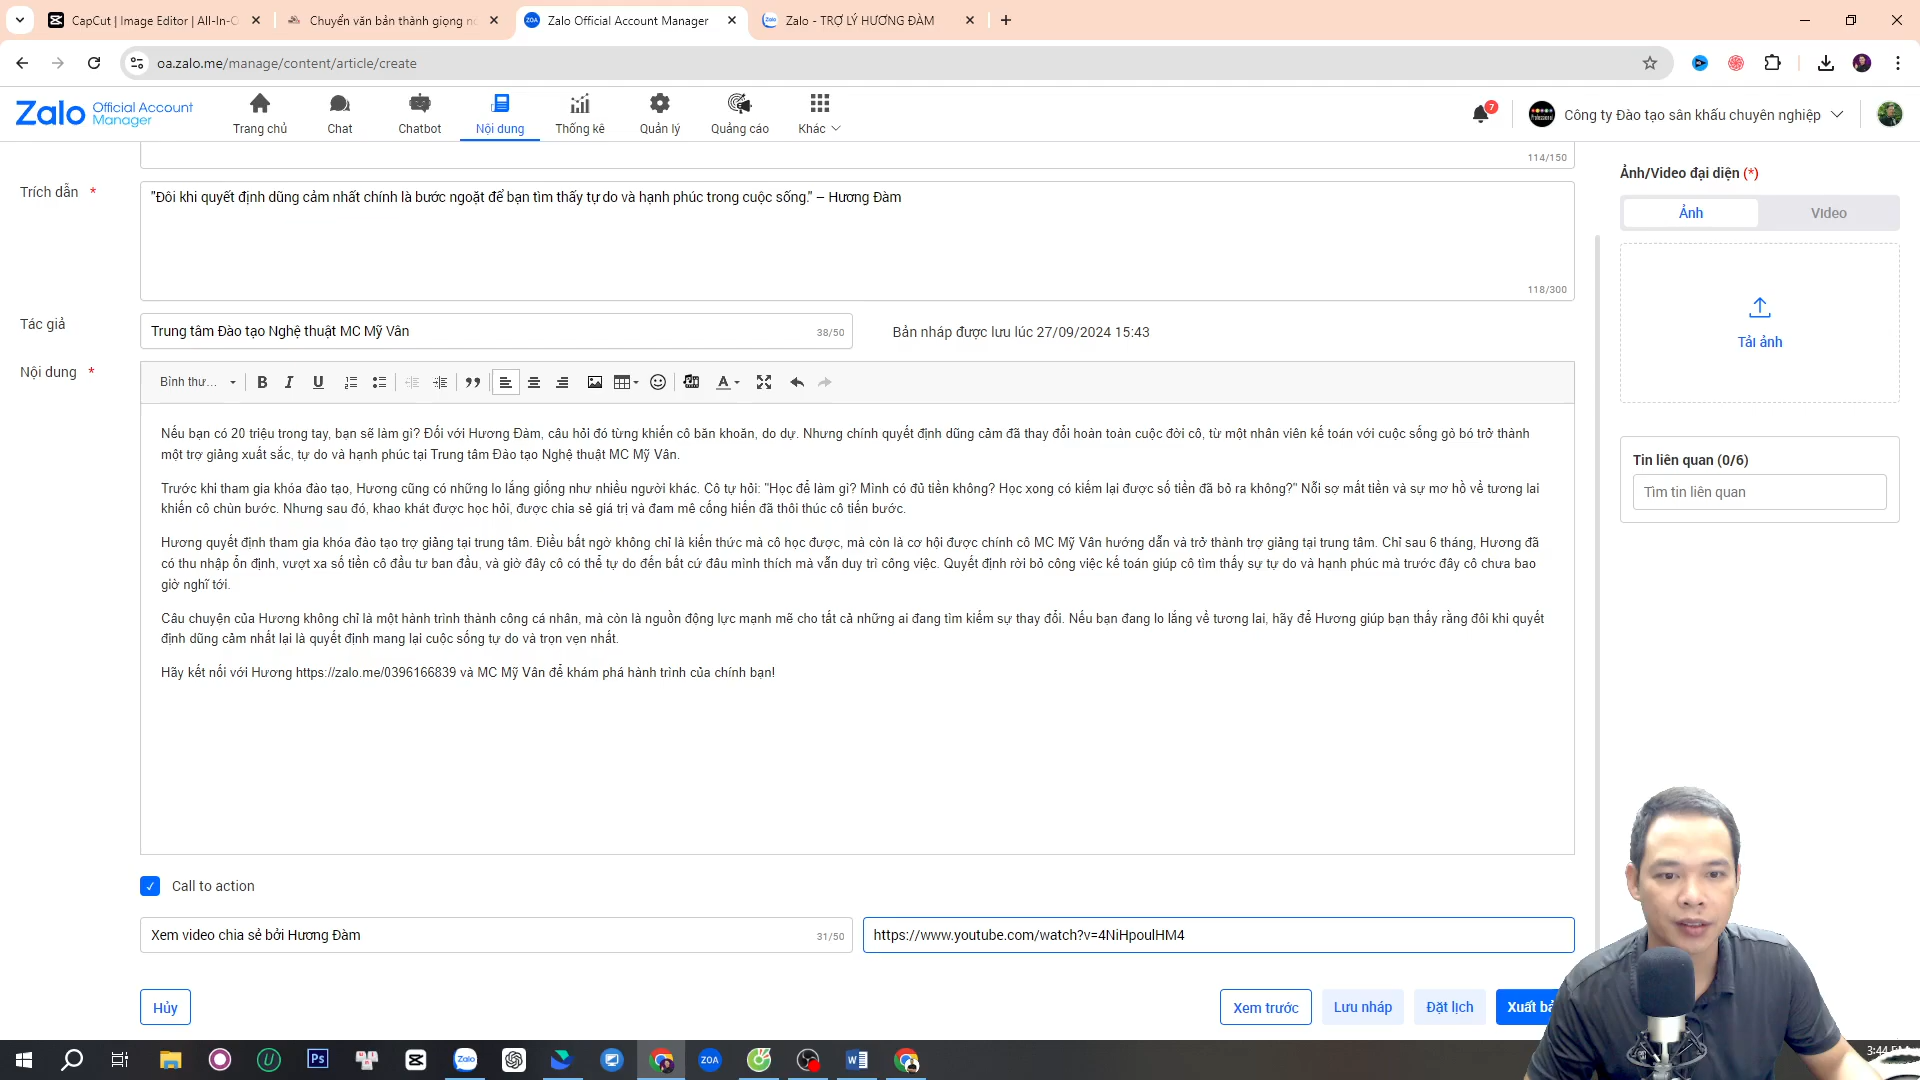 CapCut | Image Editor | All-In-O
Chuyển văn bản thành giọng n
Zalo Official Account Manager
Zalo - TRỢ LÝ HƯƠNG ĐÀM
oa.zalo.me/manage/content/article/create
Zalo Official Account Manager
Trang chủ
Chat
Chatbot
Nội dung
Thống kê
Quản lý
Quảng cáo
Khác
7
Công ty Đào tạo sân khấu chuyên nghiệp
114/150
Trích dẫn *
"Đôi khi quyết định dũng cảm nhất chính là bước ngoặt để bạn tìm thấy tự do và hạnh phúc trong cuộc sống." – Hương Đàm
118/300
Tác giả
Trung tâm Đào tạo Nghệ thuật MC Mỹ Vân
38/50
Bản nháp được lưu lúc 27/09/2024 15:43
Nội dung *
Bình thư...
Nếu bạn có 20 triệu trong tay, bạn sẽ làm gì? Đối với Hương Đàm, câu hỏi đó từng khiến cô băn khoăn, do dự. Nhưng chính quyết định dũng cảm đã thay đổi hoàn toàn cuộc đời cô, từ một nhân viên kế toán với cuộc sống gò bó trở thành
một trợ giảng xuất sắc, tự do và hạnh phúc tại Trung tâm Đào tạo Nghệ thuật MC Mỹ Vân.
Trước khi tham gia khóa đào tạo, Hương cũng có những lo lắng giống như nhiều người khác. Cô tự hỏi: "Học để làm gì? Mình có đủ tiền không? Học xong có kiếm lại được số tiền đã bỏ ra không?" Nỗi sợ mất tiền và sự mơ hồ về tương lai
khiến cô chùn bước. Nhưng sau đó, khao khát được học hỏi, được chia sẻ giá trị và đam mê cống hiến đã thôi thúc cô tiến bước.
Hương quyết định tham gia khóa đào tạo trợ giảng tại trung tâm. Điều bất ngờ không chỉ là kiến thức mà cô học được, mà còn là cơ hội được chính cô MC Mỹ Vân hướng dẫn và trở thành trợ giảng tại trung tâm. Chỉ sau 6 tháng, Hương đã
có thu nhập ổn định, vượt xa số tiền cô đầu tư ban đầu, và giờ đây cô có thể tự do đến bất cứ đâu mình thích mà vẫn duy trì công việc. Quyết định rời bỏ công việc kế toán giúp cô tìm thấy sự tự do và hạnh phúc mà trước đây cô chưa bao
giờ nghĩ tới.
Câu chuyện của Hương không chỉ là một hành trình thành công cá nhân, mà còn là nguồn động lực mạnh mẽ cho tất cả những ai đang tìm kiếm sự thay đổi. Nếu bạn đang lo lắng về tương lai, hãy để Hương giúp bạn thấy rằng đôi khi quyết
định dũng cảm nhất lại là quyết định mang lại cuộc sống tự do và trọn vẹn nhất.
Hãy kết nối với Hương https://zalo.me/0396166839 và MC Mỹ Vân để khám phá hành trình của chính bạn!
Call to action
Xem video chia sẻ bởi Hương Đàm
31/50
https://www.youtube.com/watch?v=4NiHpoulHM4
Hủy
Xem trước
Lưu nháp
Đặt lịch
Xuất bả
Ảnh/Video đại diện (*)
Ảnh
Video
Tải ảnh
Tin liên quan (0/6)
Tìm tin liên quan
3:44